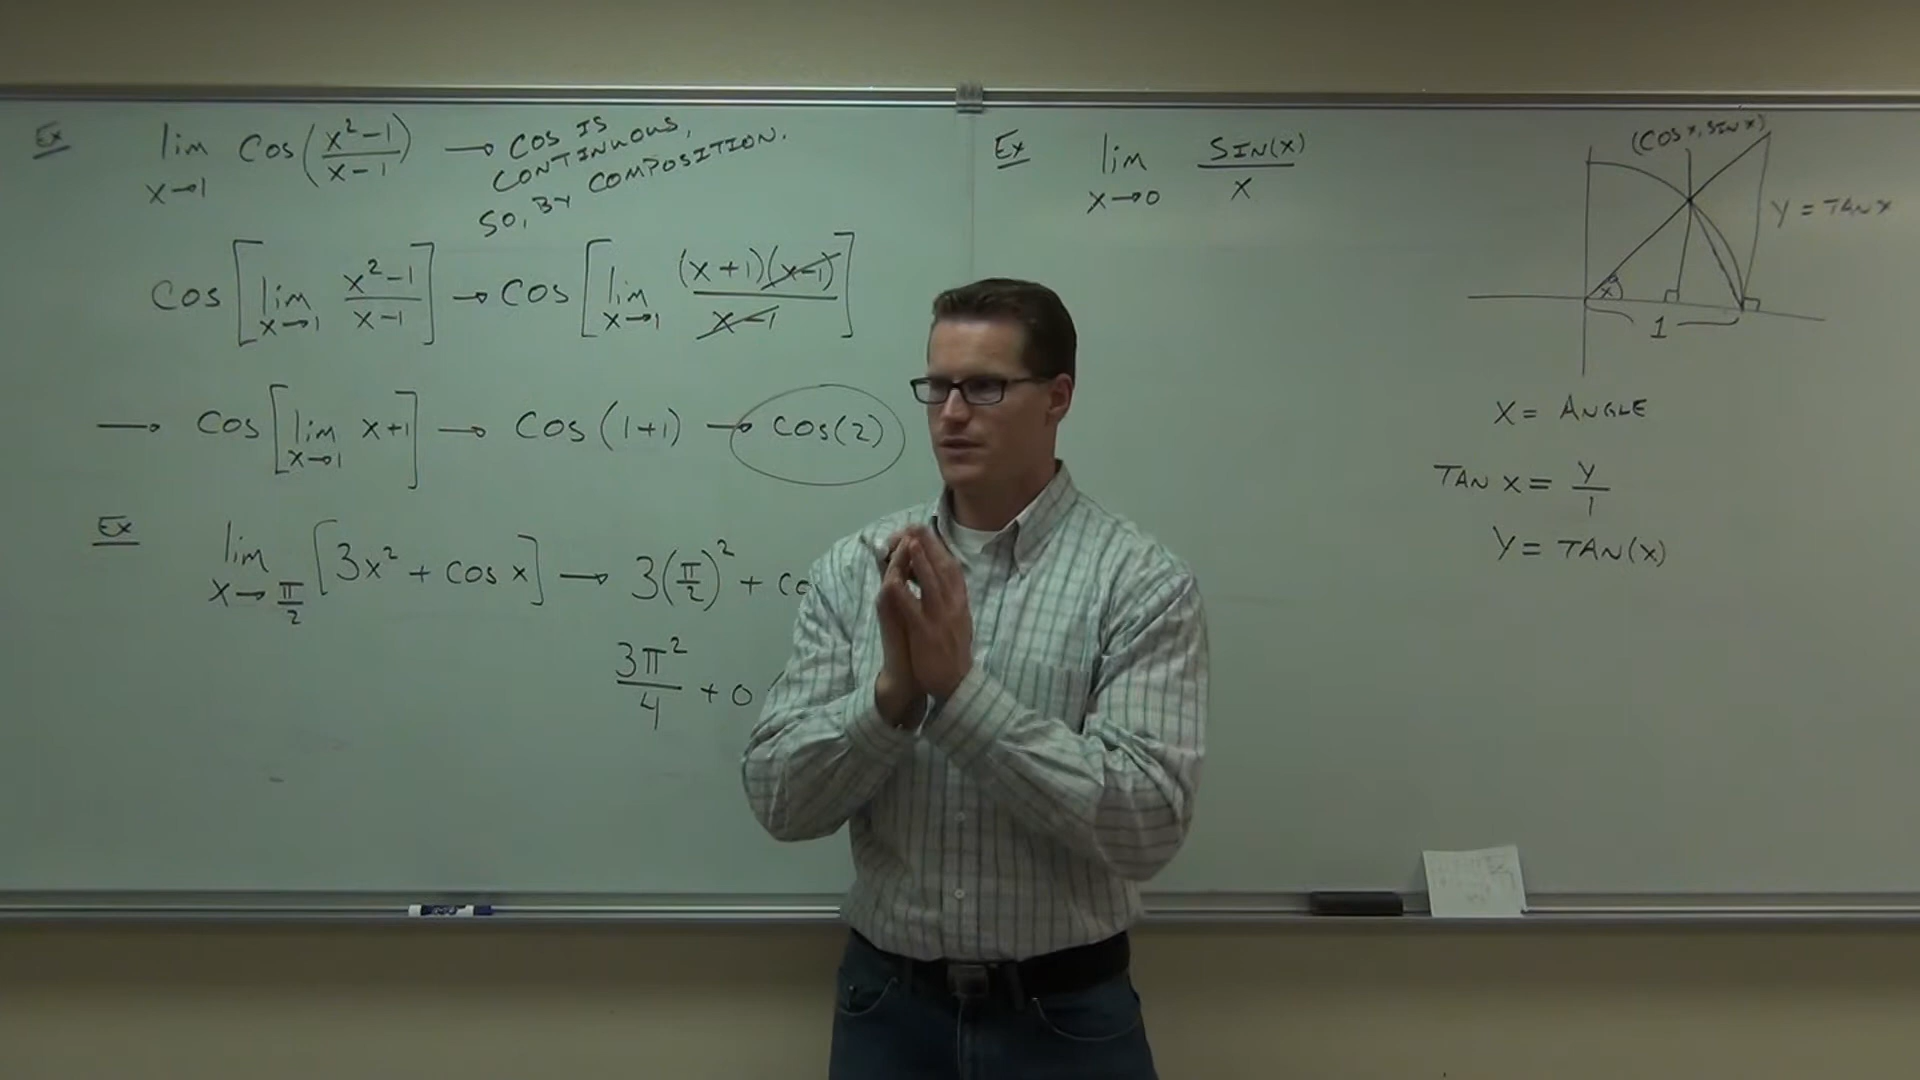 Ex lim x→1 cos(x²-1/x-1) → cos is
continuous,
so, by composition.
cos[lim x→1 x²-1/x-1] → cos[lim x→1 (x+1)(x-1)/x-1]
→ cos[lim x→1 x+1] → cos(1+1) → cos(2)
Ex lim x→π/2 [3x² + cos x] → 3(π/2)² + co
3π²/4 + 0
Ex lim x→0 SIN(x)/x
(cos x, sin x)
Y = TAN x
x
1
X = ANGLE
TAN x = Y/1
Y = TAN(x)